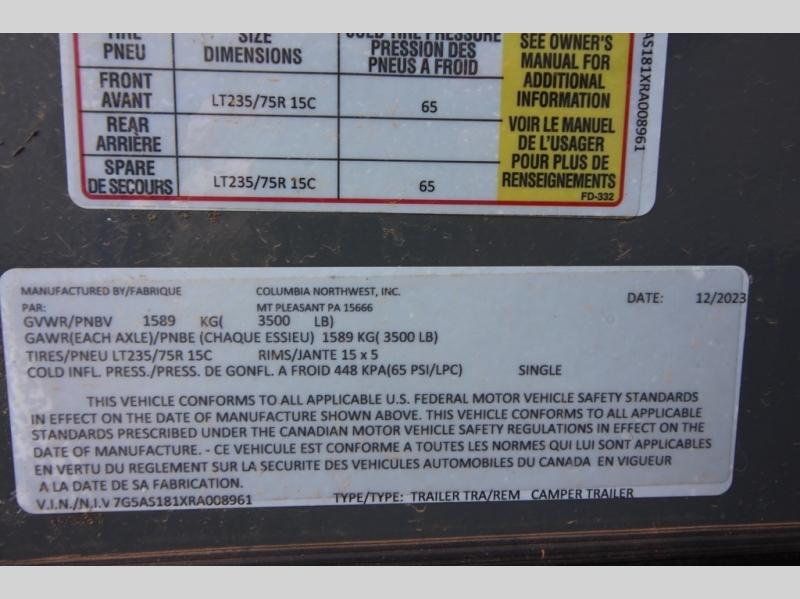 TIRE
PNEU
SIZE
DIMENSIONS
COLD TIRE PRESSURE
PRESSION DES
PNEUS A FROID
SEE OWNER'S
MANUAL FOR
ADDITIONAL
INFORMATION
FRONT
AVANT
LT235/75R 15C
65
REAR
ARRIÈRE
SPARE
DE SECOURS
LT235/75R 15C
65
VOIR LE MANUEL
DE L'USAGER
POUR PLUS DE
RENSEIGNEMENTS
FD-332
AS181XRA008961
MANUFACTURED BY/FABRIQUE COLUMBIA NORTHWEST, INC. DATE: 12/2023
PAR: MT PLEASANT PA 15666
GVWR/PNBV 1589 KG( 3500 LB)
GAWR(EACH AXLE)/PNBE (CHAQUE ESSIEU) 1589 KG( 3500 LB)
TIRES/PNEU LT235/75R 15C RIMS/JANTE 15 x 5
COLD INFL. PRESS./PRESS. DE GONFL. A FROID 448 KPA(65 PSI/LPC) SINGLE
THIS VEHICLE CONFORMS TO ALL APPLICABLE U.S. FEDERAL MOTOR VEHICLE SAFETY STANDARDS
IN EFFECT ON THE DATE OF MANUFACTURE SHOWN ABOVE. THIS VEHICLE CONFORMS TO ALL APPLICABLE
STANDARDS PRESCRIBED UNDER THE CANADIAN MOTOR VEHICLE SAFETY REGULATIONS IN EFFECT ON THE
DATE OF MANUFACTURE. - CE VEHICULE EST CONFORME A TOUTES LES NORMES QUI LUI SONT APPLICABLES
EN VERTU DU REGLEMENT SUR LA SECURITE DES VEHICULES AUTOMOBILES DU CANADA EN VIGUEUR
A LA DATE DE SA FABRICATION.
V.I.N./N.I.V 7G5AS181XRA008961 TYPE/TYPE: TRAILER TRA/REM CAMPER TRAILER